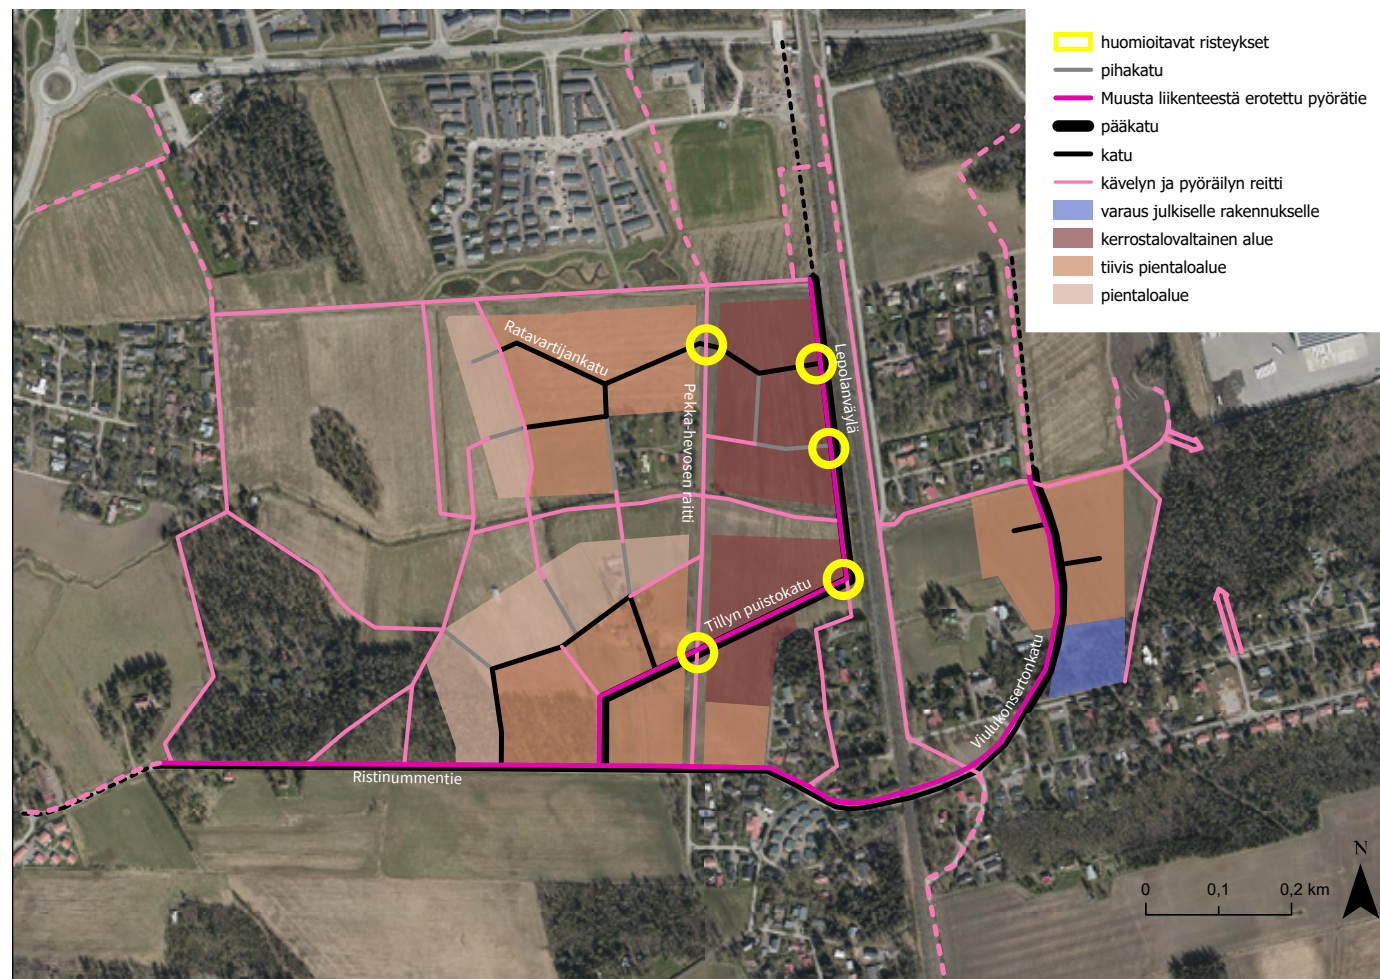 huomioitavat risteykset
pihakatu
Muusta liikenteestä erotettu pyörätie
pääkatu
katu
kävelyn ja pyöräilyn reitti
varaus julkiselle rakennukselle
kerrostalovaltainen alue
tiivis pientaloalue
pientaloalue
Ratavartijankatu
Lepolanväylä
Pekka-hevosen raitti
Tillyn puistokatu
Viulukonsertonkatu
Ristinummentie
N
0 0,1 0,2 km